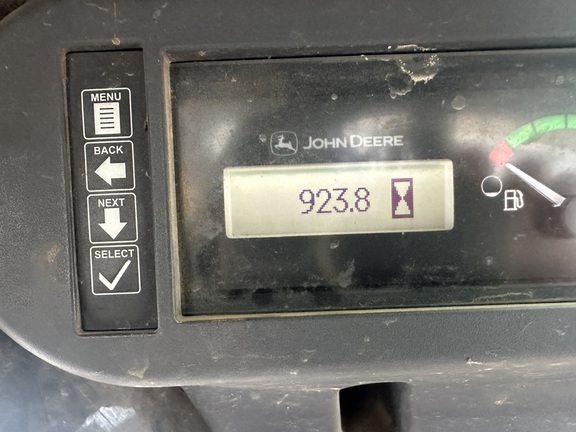 MENU
BACK
NEXT
SELECT
JOHN DEERE
923.8